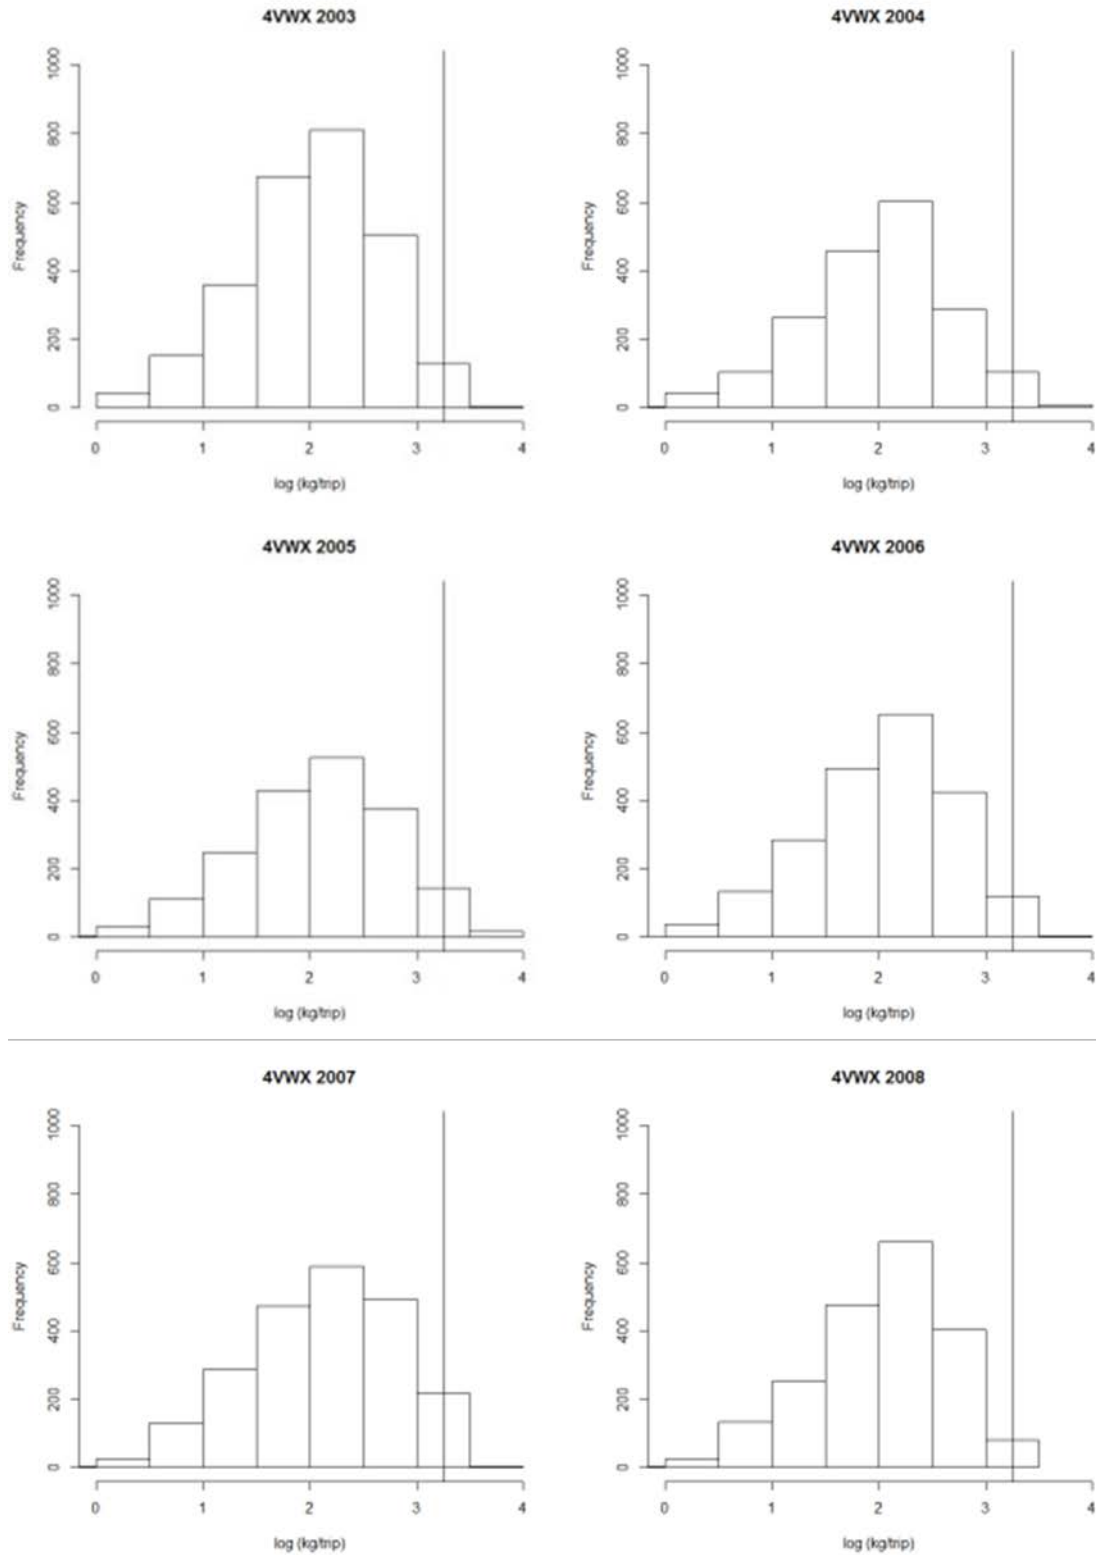 4VWX 2003
1000
800
600
400
200
0
Frequency
0 1 2 3 4
log (kg/trip)
4VWX 2004
1000
800
600
400
200
0
Frequency
0 1 2 3 4
log (kg/trip)
4VWX 2005
1000
800
600
400
200
0
Frequency
0 1 2 3 4
log (kg/trip)
4VWX 2006
1000
800
600
400
200
0
Frequency
0 1 2 3 4
log (kg/trip)
4VWX 2007
1000
800
600
400
200
0
Frequency
0 1 2 3 4
log (kg/trip)
4VWX 2008
1000
800
600
400
200
0
Frequency
0 1 2 3 4
log (kg/trip)